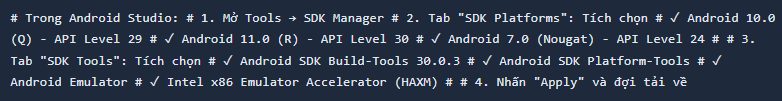 # Trong Android Studio: # 1. Mở Tools → SDK Manager # 2. Tab "SDK Platforms": Tích chọn # ✓ Android 10.0
(Q) - API Level 29 # ✓ Android 11.0 (R) - API Level 30 # ✓ Android 7.0 (Nougat) - API Level 24 # # 3.
Tab "SDK Tools": Tích chọn # ✓ Android SDK Build-Tools 30.0.3 # ✓ Android SDK Platform-Tools # ✓
Android Emulator # ✓ Intel x86 Emulator Accelerator (HAXM) # # 4. Nhấn "Apply" và đợi tải về